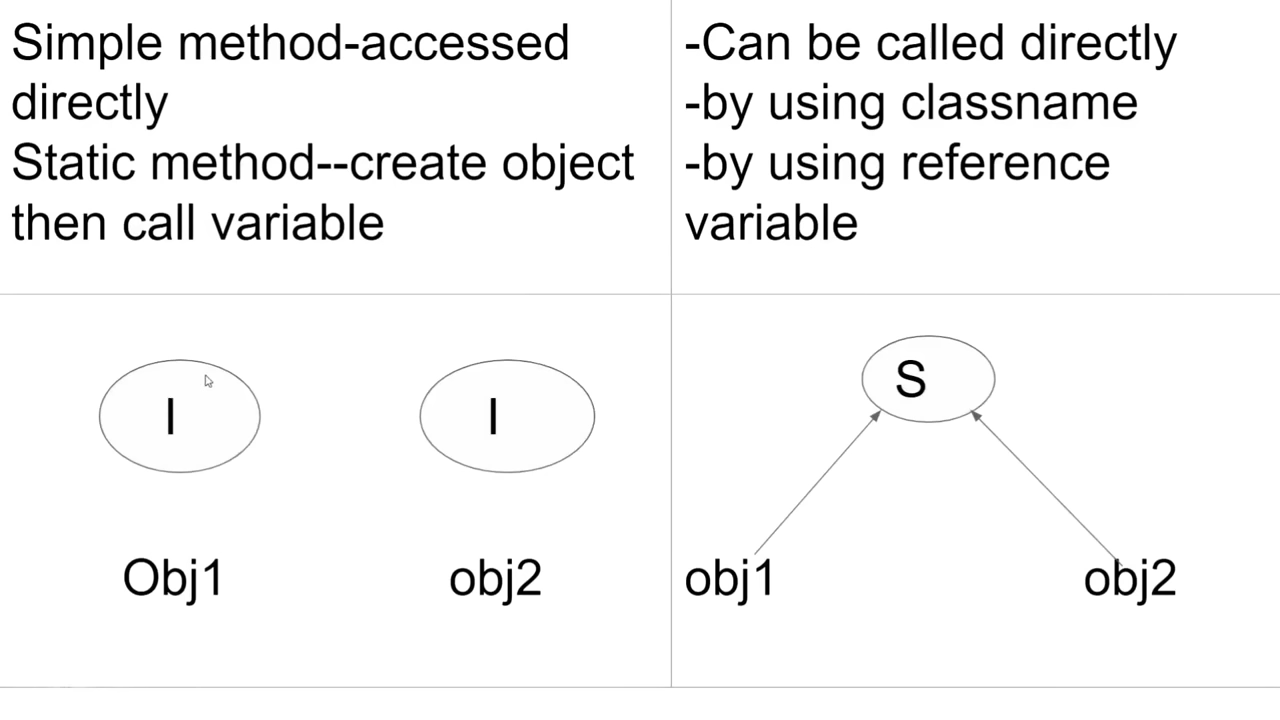 Simple method-accessed
directly
Static method--create object
then call variable
-Can be called directly
-by using classname
-by using reference
variable
I
I
Obj1
obj2
S
obj1
obj2